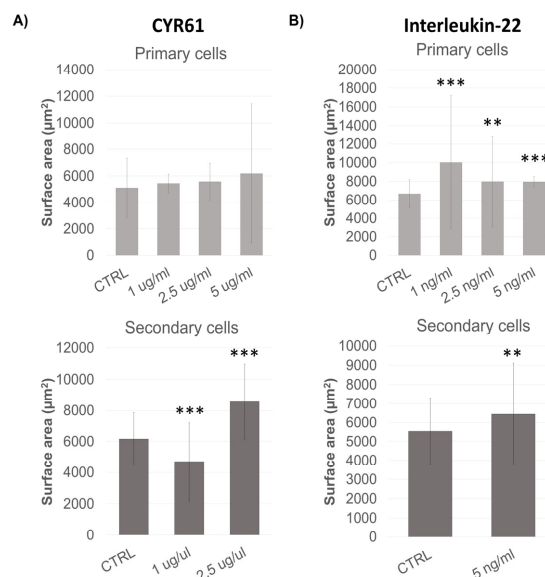 A)
CYR61
Primary cells
Surface area (µm²)
14000
12000
10000
8000
6000
4000
2000
0
CTRL
1 ug/ml
2.5 ug/ml
5 ug/ml
Secondary cells
Surface area (µm²)
12000
10000
8000
6000
4000
2000
0
***
***
CTRL
1 ug/ul
2,5 ug/ul
B)
Interleukin-22
Primary cells
Surface area (µm²)
20000
18000
16000
14000
12000
10000
8000
6000
4000
2000
0
***
**
***
CTRL
1 ng/ml
2.5 ng/ml
5 ng/ml
Secondary cells
Surface area (µm²)
10000
9000
8000
7000
6000
5000
4000
3000
2000
1000
0
**
CTRL
5 ng/ml